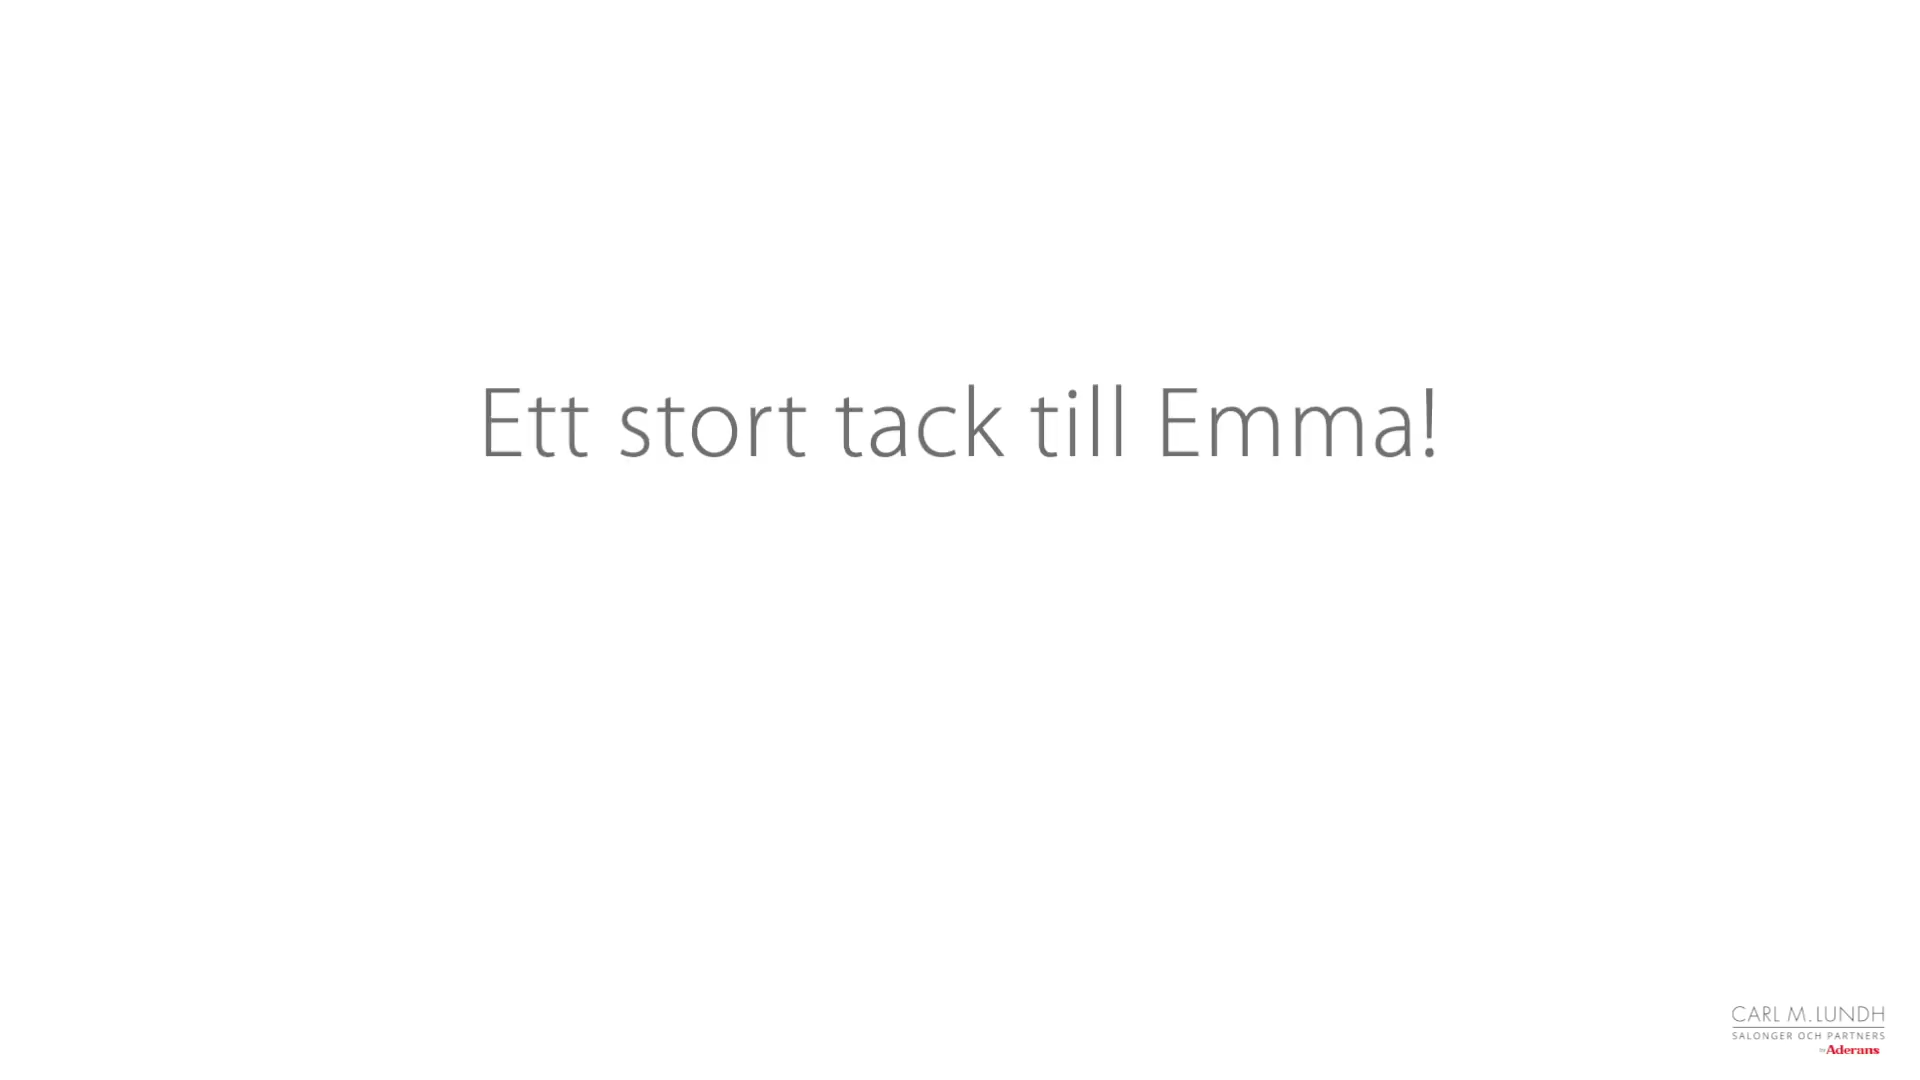 Ett stort tack till Emma!
CARL M. LUNDH
SALONGER OCH PARTNERS
Aderans